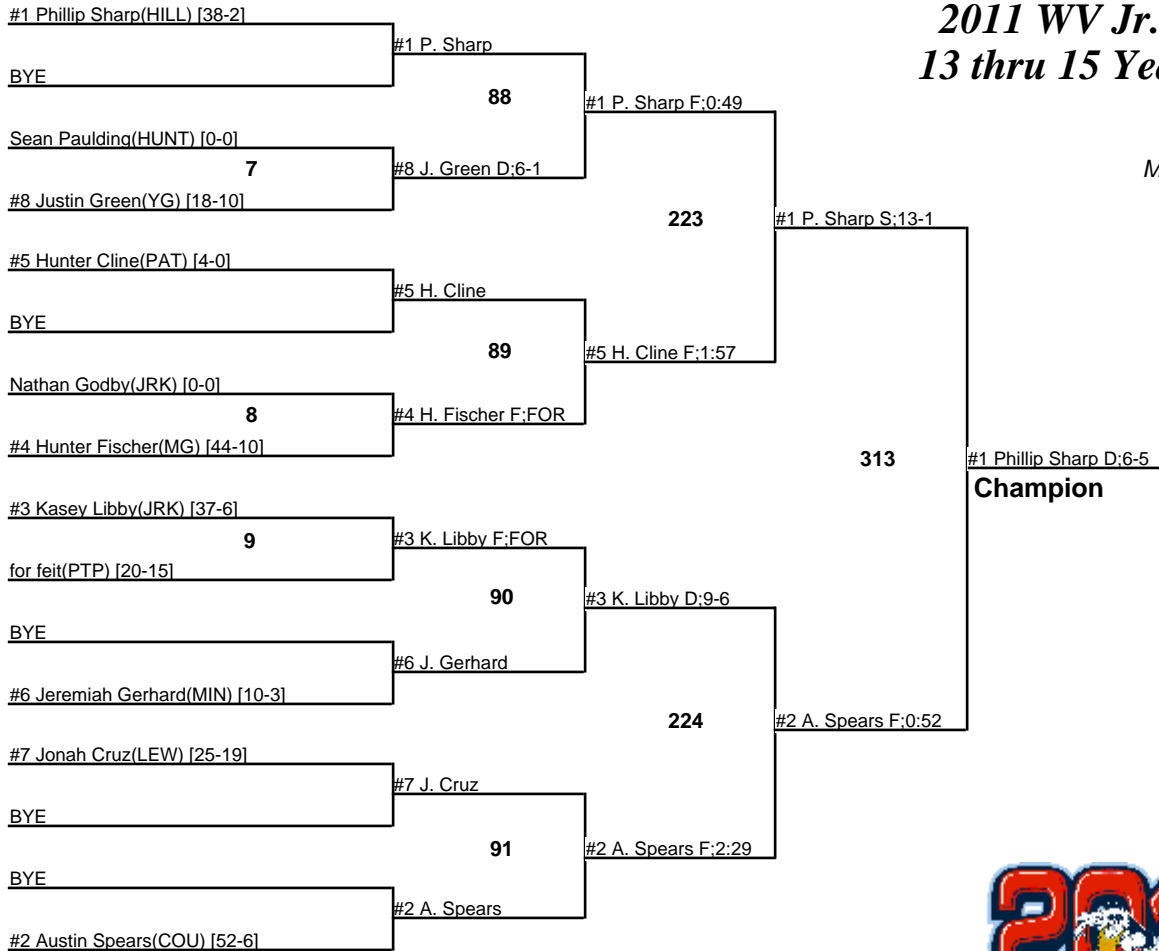 #1 Phillip Sharp(HILL) [38-2]
2011 WV Jr.
#1 P. Sharp
13 thru 15 Yea
BYE
88
#1 P. Sharp F;0:49
Sean Paulding(HUNT) [0-0]
7
#8 J. Green D;6-1
M
#8 Justin Green(YG) [18-10]
223
#1 P. Sharp S;13-1
#5 Hunter Cline(PAT) [4-0]
#5 H. Cline
BYE
89
#5 H. Cline F;1:57
Nathan Godby(JRK) [0-0]
8
#4 H. Fischer F;FOR
#4 Hunter Fischer(MG) [44-10]
313
#1 Phillip Sharp D;6-5
Champion
#3 Kasey Libby(JRK) [37-6]
9
#3 K. Libby F;FOR
for feit(PTP) [20-15]
90
#3 K. Libby D;9-6
BYE
#6 J. Gerhard
#6 Jeremiah Gerhard(MIN) [10-3]
224
#2 A. Spears F;0:52
#7 Jonah Cruz(LEW) [25-19]
#7 J. Cruz
BYE
91
#2 A. Spears F;2:29
BYE
#2 A. Spears
#2 Austin Spears(COU) [52-6]